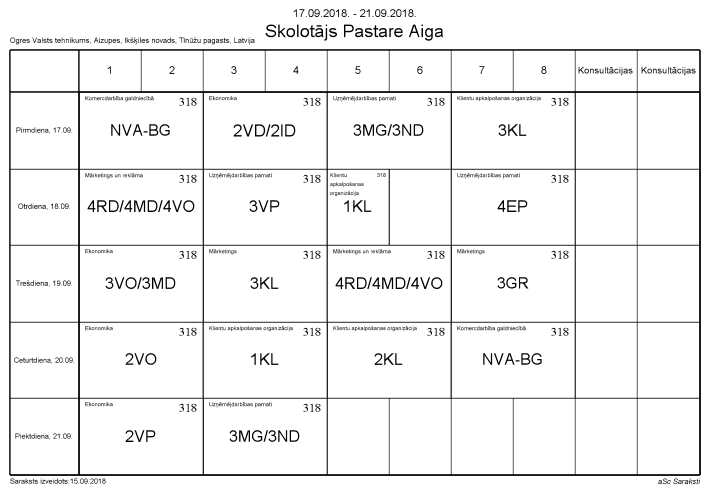 17.09.2018. - 21.09.2018.
Skolotājs Pastare Aiga
Ogres Valsts tehnikums, Aizupes, Ikšķiles novads, Tīnūžu pagasts, Latvija
1 2 3 4 5 6 7 8 Konsultācijas Konsultācijas
Pirmdiena, 17.09.
Komercdarbība galdniecībā 318
NVA-BG
Ekonomika 318
2VD/2ID
Uzņēmējdarbības pamati 318
3MG/3ND
Klientu apkalpošanas organizācija 318
3KL
Otrdiena, 18.09.
Mārketings un reklāma 318
4RD/4MD/4VO
Uzņēmējdarbības pamati 318
3VP
Klientu 318
apkalpošanas
organizācija
1KL
Uzņēmējdarbības pamati 318
4EP
Trešdiena, 19.09.
Ekonomika 318
3VO/3MD
Mārketings 318
3KL
Mārketings un reklāma 318
4RD/4MD/4VO
Mārketings 318
3GR
Ceturtdiena, 20.09.
Ekonomika 318
2VO
Klientu apkalpošanas organizācija 318
1KL
Klientu apkalpošanas organizācija 318
2KL
Komercdarbība galdniecībā 318
NVA-BG
Piektdiena, 21.09.
Ekonomika 318
2VP
Uzņēmējdarbības pamati 318
3MG/3ND
Saraksts izveidots:15.09.2018
aSc Saraksti